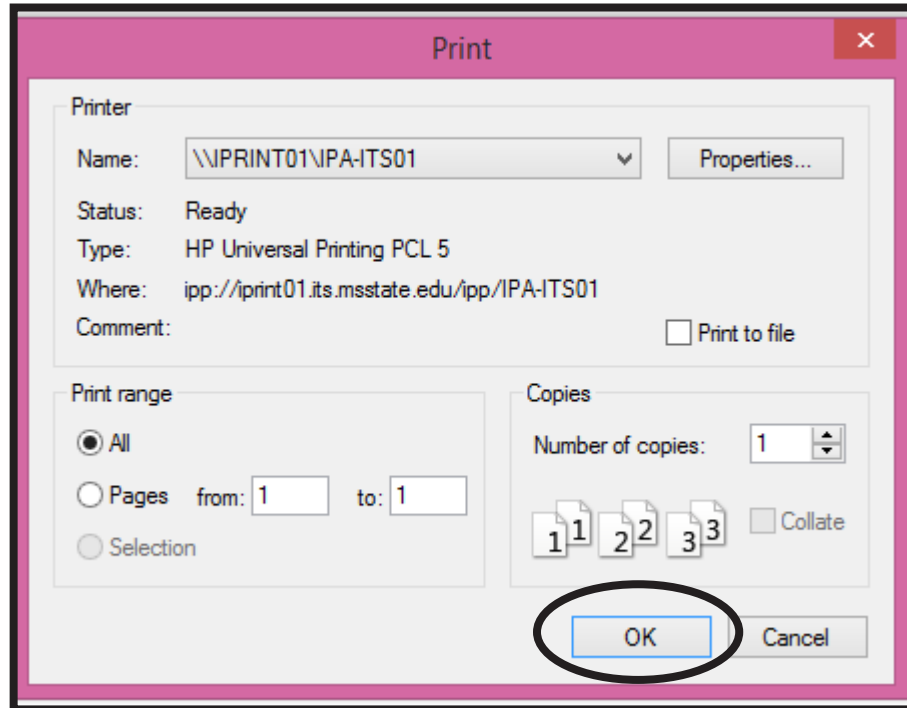 Print
Printer
Name: \\IPRINT01\IPA-ITS01 Properties...
Status: Ready
Type: HP Universal Printing PCL 5
Where: ipp://iprint01.its.msstate.edu/ipp/IPA-ITS01
Comment: Print to file
Print range
All
Pages from: 1 to: 1
Selection
Copies
Number of copies: 1
1 1 2 2 3 3 Collate
OK Cancel